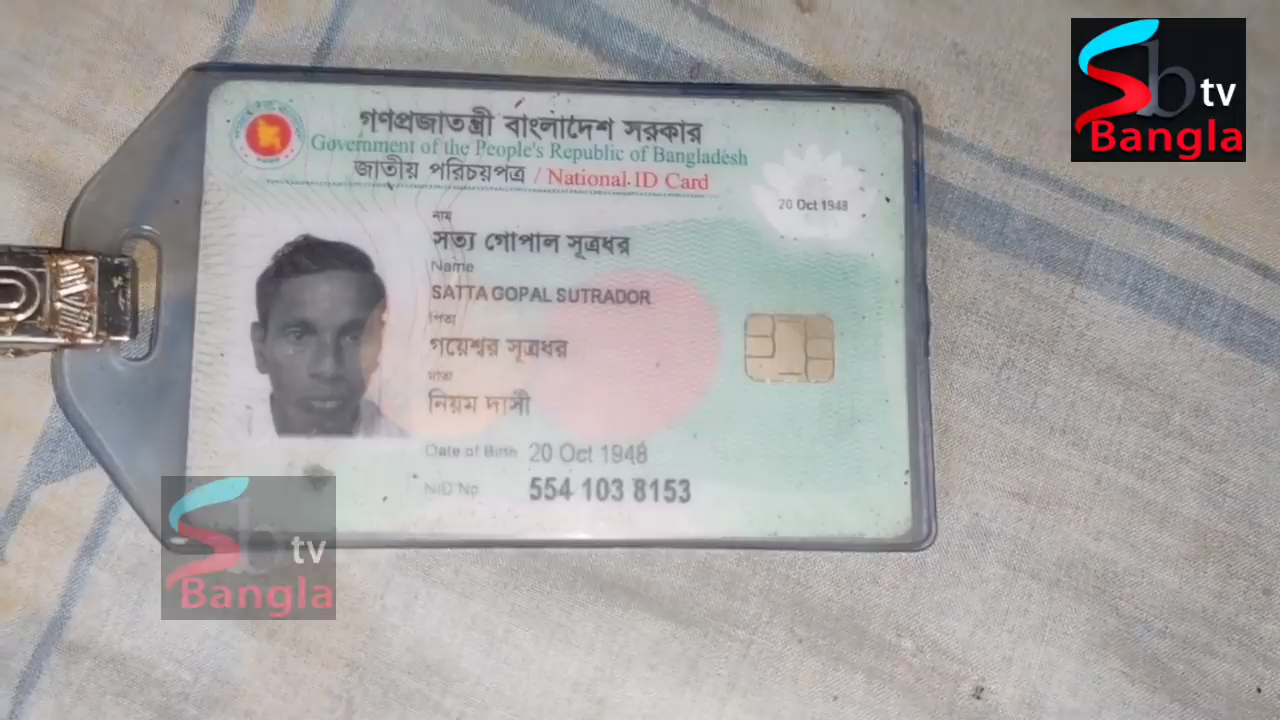 গণপ্রজাতন্ত্রী বাংলাদেশ সরকার
Government of the People's Republic of Bangladesh
জাতীয় পরিচয়পত্র / National ID Card
20 Oct 1948
নাম
সত্য গোপাল সূত্রধর
Name
SATTA GOPAL SUTRADOR
পিতা
গয়েশ্বর সূত্রধর
মাতা
নিয়ম দাসী
Date of Birth 20 Oct 1948
NID No 554 103 8153
Sb tv
Bangla
Sb tv
Bangla